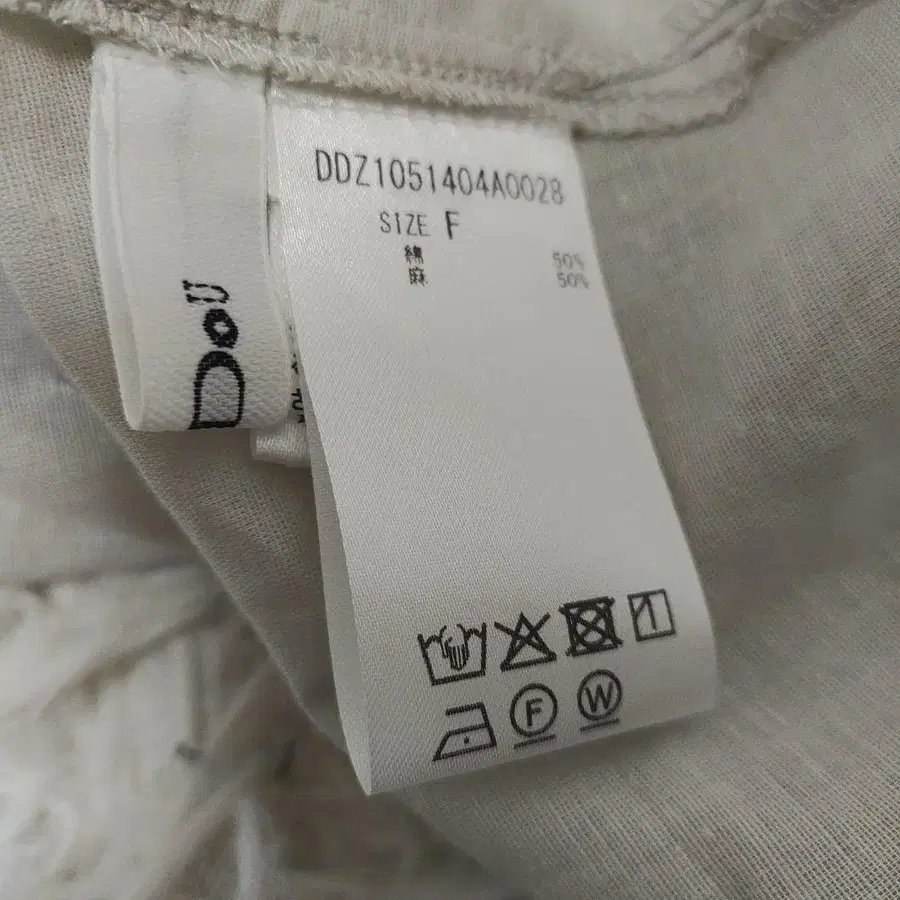 DDZ1051404A0028
SIZE F
綿 50%
麻 50%
F W